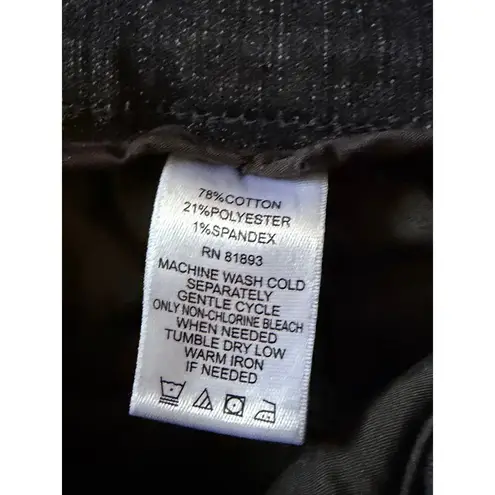 78%COTTON
21%POLYESTER
1%SPANDEX
RN 81893
MACHINE WASH COLD
SEPARATELY
GENTLE CYCLE
ONLY NON-CHLORINE BLEACH
WHEN NEEDED
TUMBLE DRY LOW
WARM IRON
IF NEEDED